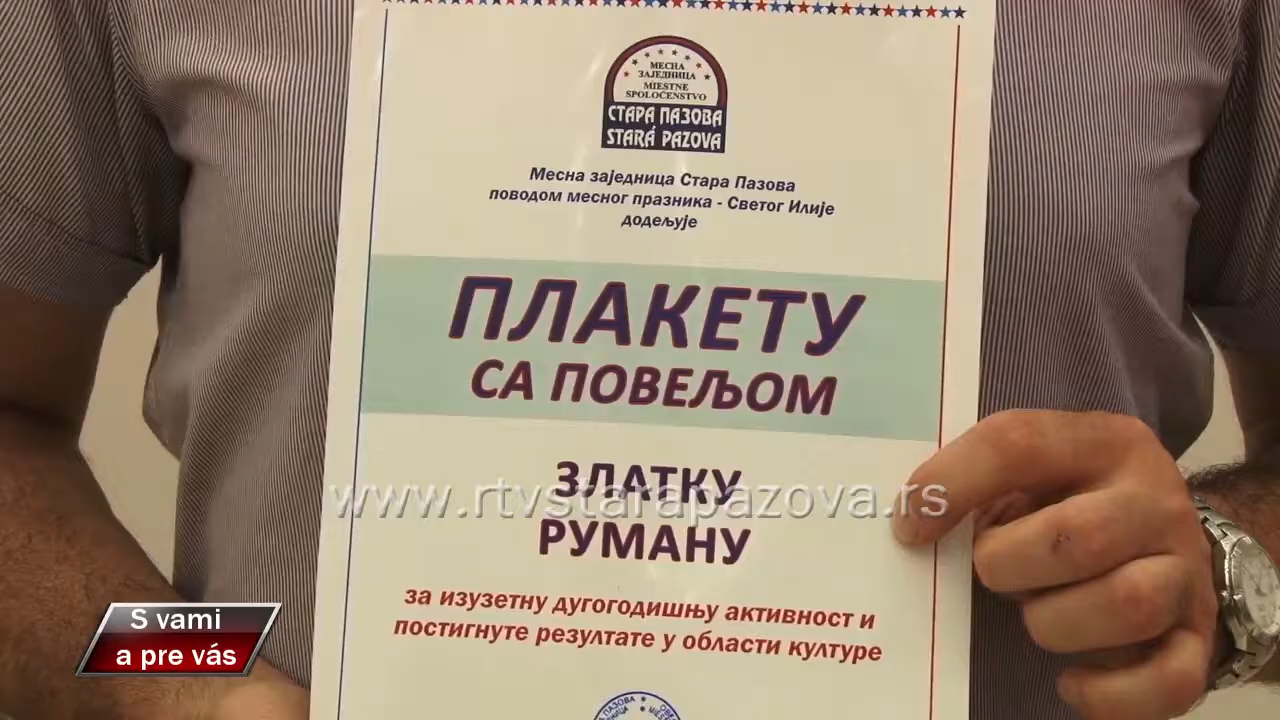 МЕСНА
ЗАЈЕДНИЦА
MIESTNE
SPOLOČENSTVO
СТАРА ПАЗОВА
STARÁ PAZOVA
Месна заједница Стара Пазова
поводом месног празника - Светог Илије
додељује
ПЛАКЕТУ
СА ПОВЕЉОМ
ЗЛАТКУ
www.rtvstarapazova.rs
РУМАНУ
за изузетну дугогодишњу активност и
постигнуте резултате у области културе
S vami
a pre vás